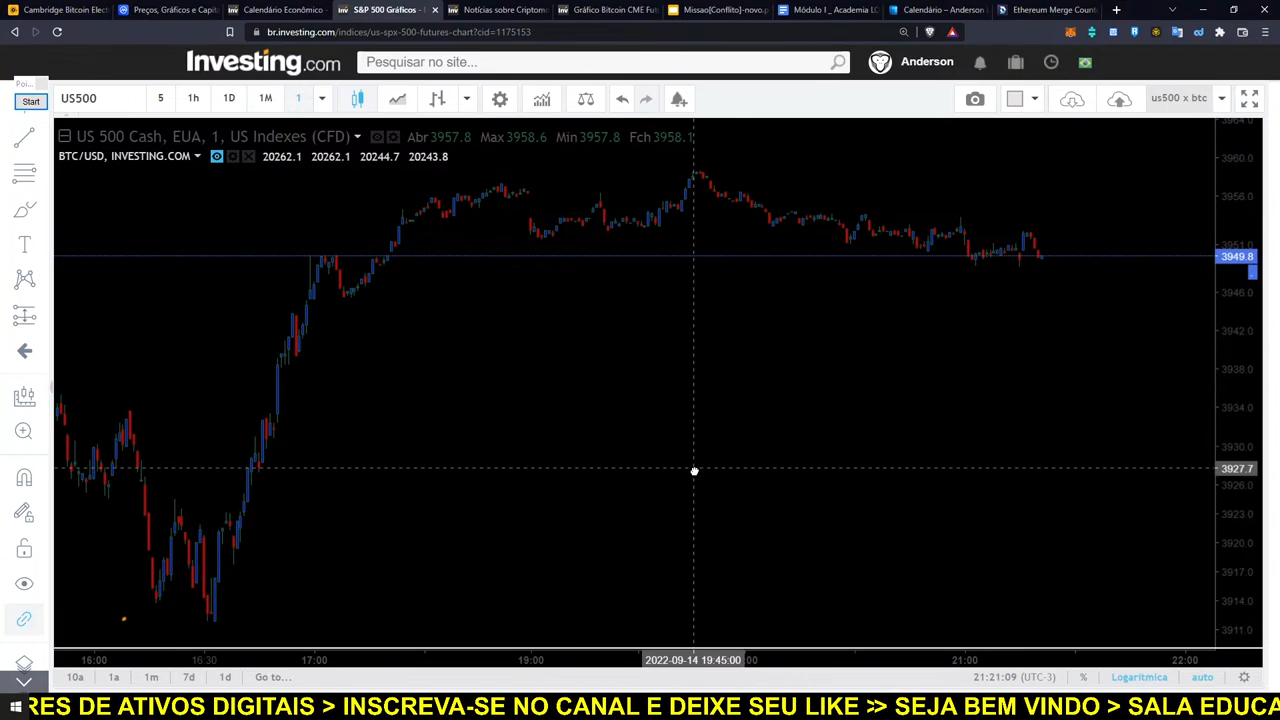 Cambridge Bitcoin Elect
Preços, Gráficos e Capita
Calendário Econômico -
S&P 500 Gráficos -
Notícias sobre Criptom
Gráfico Bitcoin CME Fut
Missao[Conflito]-novo.p
Módulo I _ Academia LO
Calendário – Anderson
Ethereum Merge Count
br.investing.com/indices/us-spx-500-futures-chart?cid=1175153
Investing.com
Pesquisar no site...
Anderson
Poi...
Start
US500
5
1h
1D
1M
1
us500 x btc
US 500 Cash, EUA, 1, US Indexes (CFD)
Abr 3957.8 Max 3958.6 Min 3957.8 Fch 3958.1
BTC/USD, INVESTING.COM
20262.1 20262.1 20244.7 20243.8
3964.0
3960.0
3956.0
3951.0
3949.8
3946.0
3942.0
3938.0
3934.0
3930.0
3927.7
3926.0
3923.0
3920.0
3917.0
3914.0
3911.0
16:00
16:30
17:00
19:00
2022-09-14 19:45:00
21:00
22:00
10a
1a
1m
7d
1d
Go to...
21:21:09 (UTC-3)
%
Logarítmica
auto
RES DE ATIVOS DIGITAIS > INSCREVA-SE NO CANAL E DEIXE SEU LIKE >> SEJA BEM VINDO > SALA EDUCA